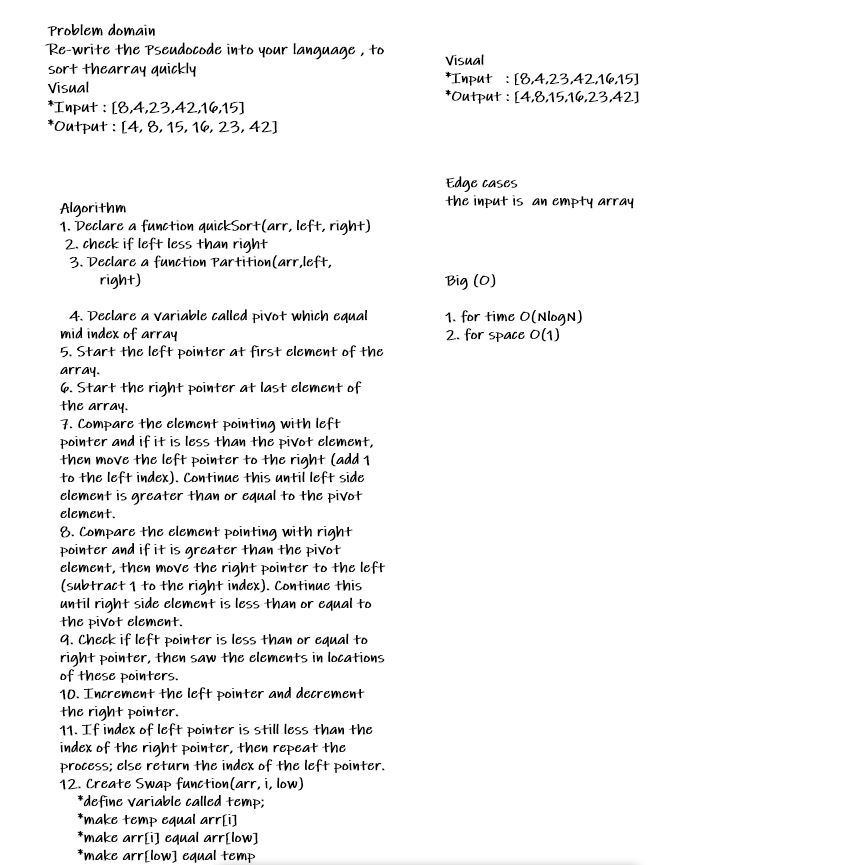 Problem domain
Re-write the Pseudocode into your language , to
sort thearray quickly
Visual
*Input : [8,4,23,42,16,15]
*Output : [4, 8, 15, 16, 23, 42]
Algorithm
1. Declare a function quickSort(arr, left, right)
2. check if left less than right
3. Declare a function Partition(arr,left,
right)
4. Declare a variable called pivot which equal
mid index of array
5. Start the left pointer at first element of the
array.
6. Start the right pointer at last element of
the array.
7. Compare the element pointing with left
pointer and if it is less than the pivot element,
then move the left pointer to the right (add 1
to the left index). Continue this until left side
element is greater than or equal to the pivot
element.
8. Compare the element pointing with right
pointer and if it is greater than the pivot
element, then move the right pointer to the left
(subtract 1 to the right index). Continue this
until right side element is less than or equal to
the pivot element.
9. Check if left pointer is less than or equal to
right pointer, then saw the elements in locations
of these pointers.
10. Increment the left pointer and decrement
the right pointer.
11. If index of left pointer is still less than the
index of the right pointer, then repeat the
process; else return the index of the left pointer.
12. Create Swap function(arr, i, low)
*define variable called temp;
*make temp equal arr[i]
*make arr[i] equal arr[low]
*make arr[low] equal temp
Visual
*Input : [8,4,23,42,16,15]
*Output : [4,8,15,16,23,42]
Edge cases
the input is an empty array
Big (O)
1. for time O(NlogN)
2. for space O(1)